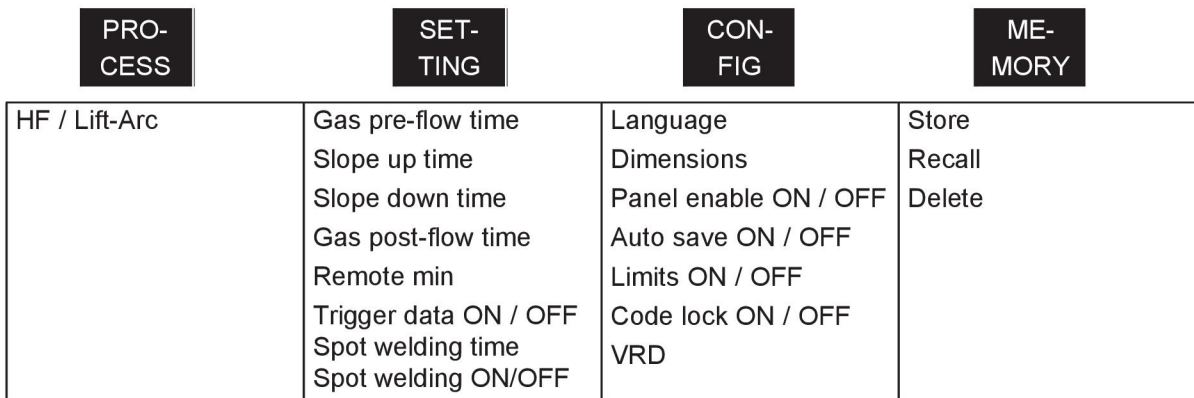 PRO-
CESS
SET-
TING
CON-
FIG
ME-
MORY
HF / Lift-Arc
Gas pre-flow time
Slope up time
Slope down time
Gas post-flow time
Remote min
Trigger data ON / OFF
Spot welding time
Spot welding ON/OFF
Language
Dimensions
Panel enable ON / OFF
Auto save ON / OFF
Limits ON / OFF
Code lock ON / OFF
VRD
Store
Recall
Delete